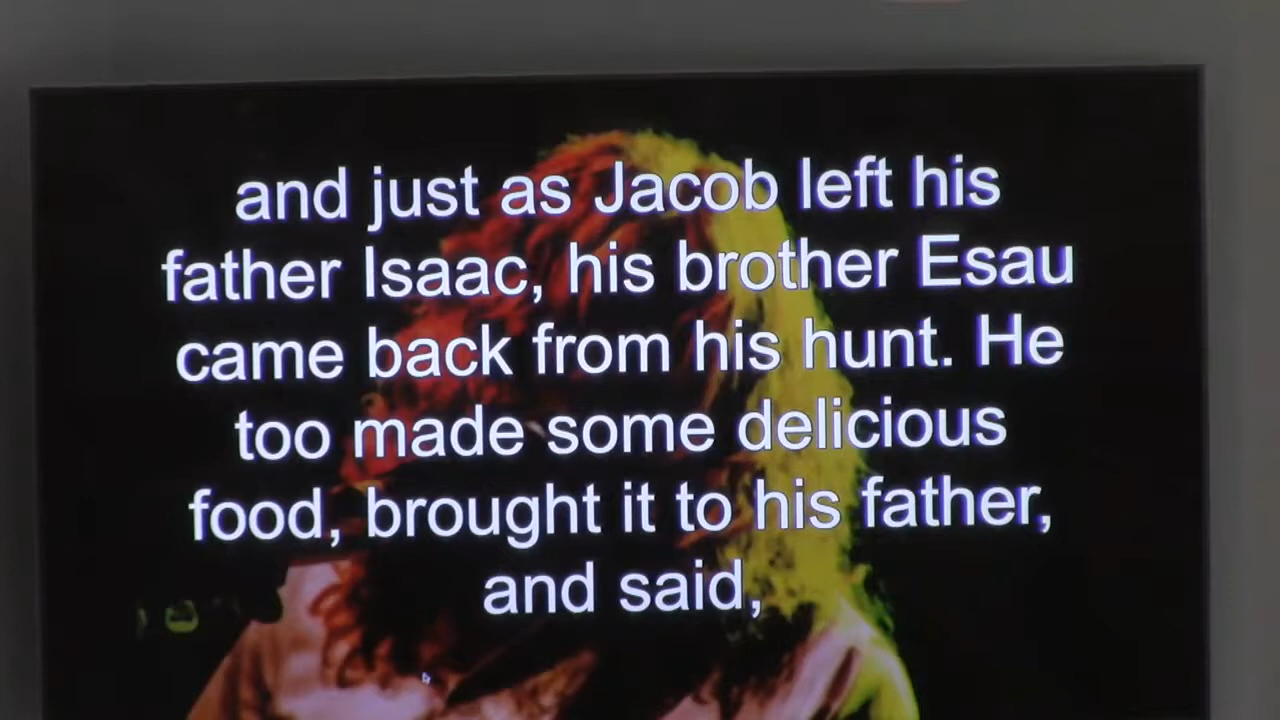 and just as Jacob left his
father Isaac, his brother Esau
came back from his hunt. He
too made some delicious
food, brought it to his father,
and said,